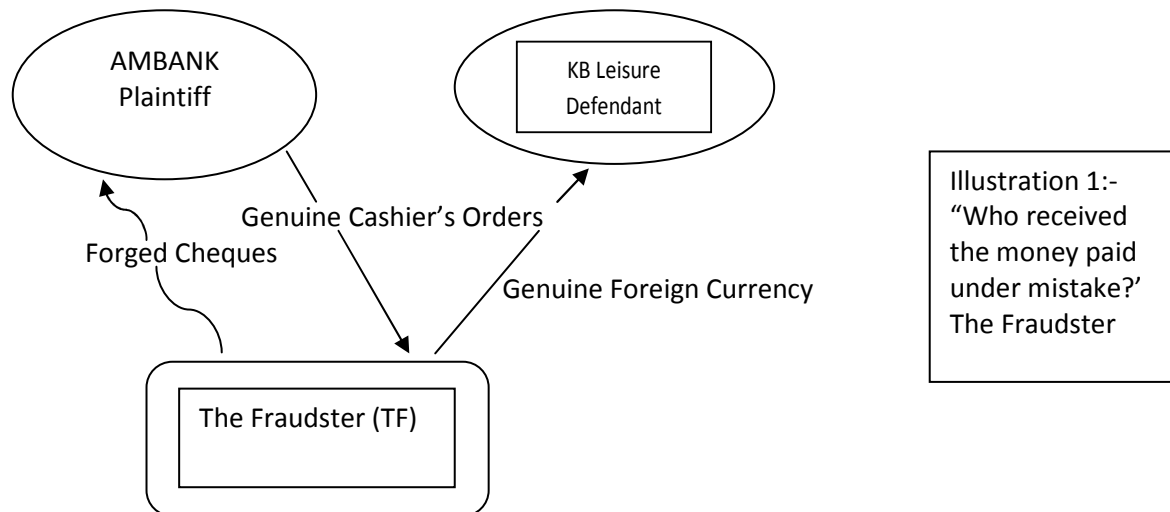 AMBANK
Plaintiff
KB Leisure
Defendant
Genuine Cashier's Orders
Forged Cheques
Genuine Foreign Currency
The Fraudster (TF)
Illustration 1:-
“Who received
the money paid
under mistake?’
The Fraudster